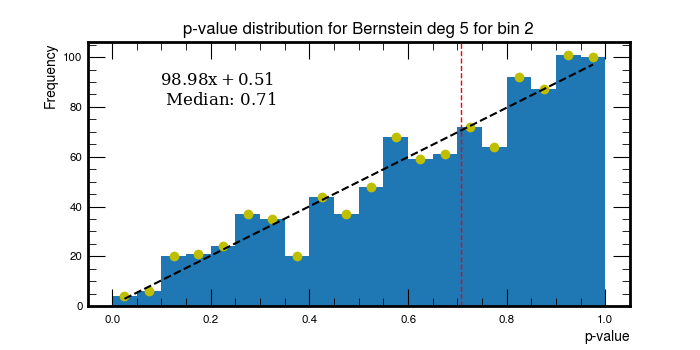 p-value distribution for Bernstein deg 5 for bin 2
Frequency
98.98x + 0.51
Median: 0.71
100
80
60
40
20
0
0.0 0.2 0.4 0.6 0.8 1.0
p-value